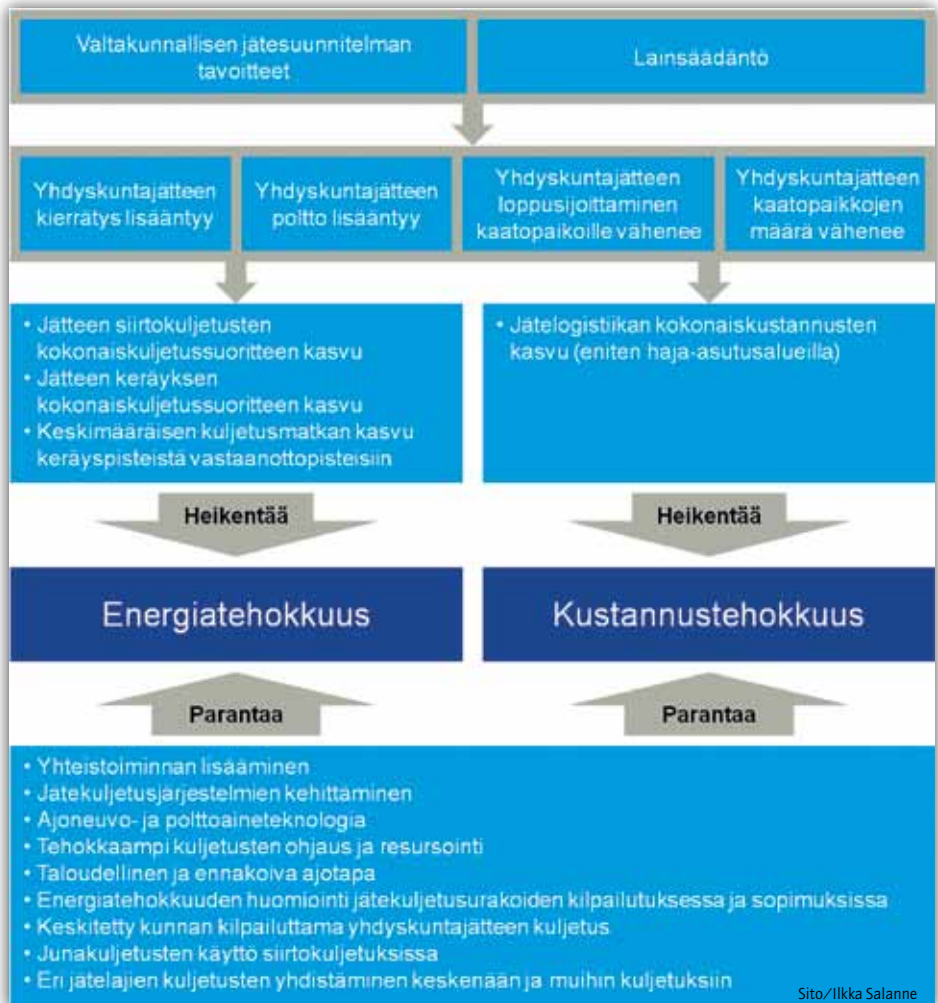 Valtakunnallisen jätesuunnitelman
tavoitteet
Lainsäädäntö
Yhdyskuntajätteen
kierrätys lisääntyy
Yhdyskuntajätteen
poltto lisääntyy
Yhdyskuntajätteen
loppusijoittaminen
kaatopaikoille vähenee
Yhdyskuntajätteen
kaatopaikkojen
määrä vähenee
• Jätteen siirtokuljetusten
kokonaiskuljetussuoritteen kasvu
• Jätteen keräyksen
kokonaiskuljetussuoritteen kasvu
• Keskimääräisen kuljetusmatkan kasvu
keräyspisteistä vastaanottopisteisiin
• Jätelogistiikan kokonaiskustannusten
kasvu (eniten haja-asutusalueilla)
Heikentää
Heikentää
Energiatehokkuus
Kustannustehokkuus
Parantaa
Parantaa
• Yhteistoiminnan lisääminen
• Jätekuljetusjärjestelmien kehittäminen
• Ajoneuvo- ja polttoaineteknologia
• Tehokkaampi kuljetusten ohjaus ja resursointi
• Taloudellinen ja ennakoiva ajotapa
• Energiatehokkuuden huomiointi jätekuljetusurakoiden kilpailutuksessa ja sopimuksissa
• Keskitetty kunnan kilpailuttama yhdyskuntajätteen kuljetus
• Junakuljetusten käyttö siirtokuljetuksissa
• Eri jätelajien kuljetusten yhdistäminen keskenään ja muihin kuljetuksiin
Sito/Ilkka Salanne